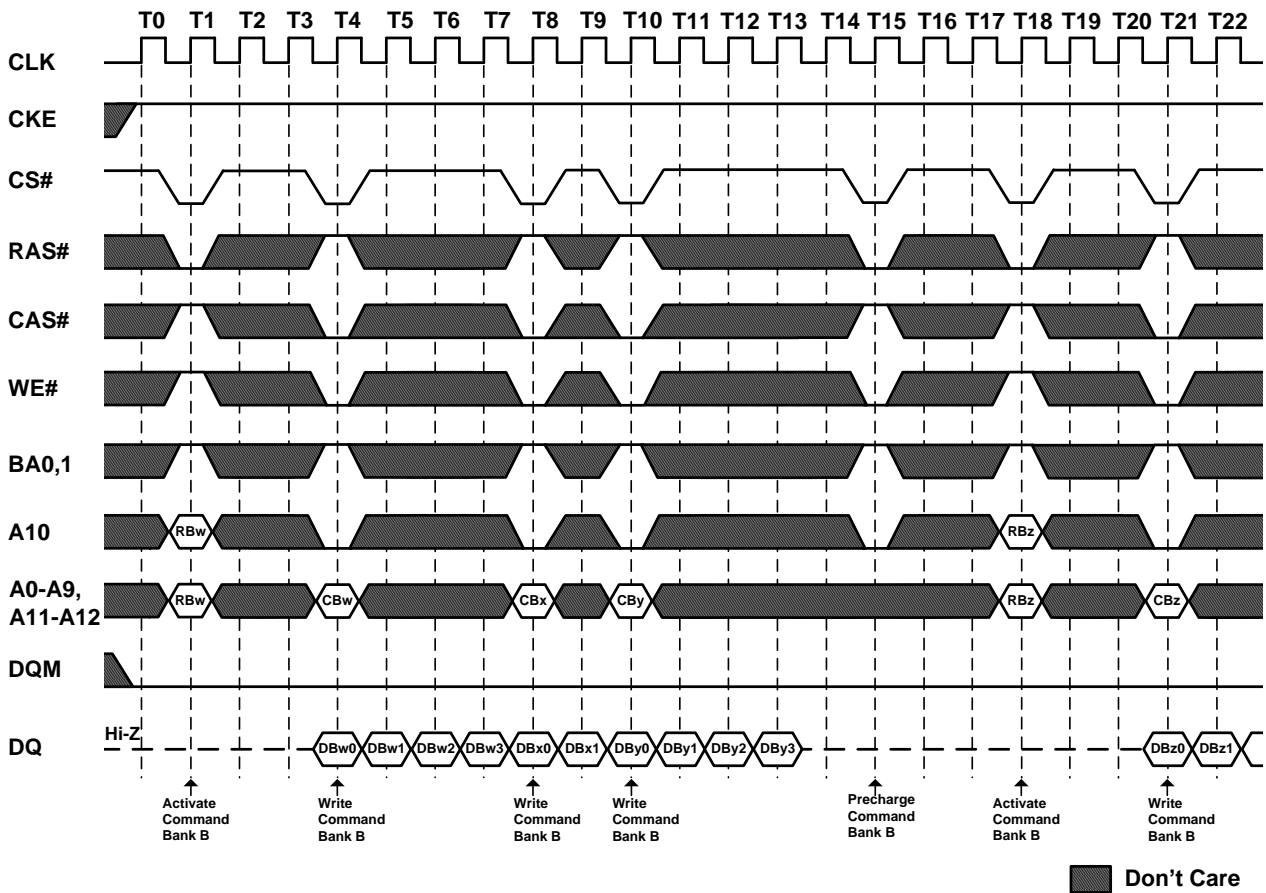 T0 T1 T2 T3 T4 T5 T6 T7 T8 T9 T10 T11 T12 T13 T14 T15 T16 T17 T18 T19 T20 T21 T22
CLK
CKE
CS#
RAS#
CAS#
WE#
BA0,1
A10 RBw RBz
A0-A9,
A11-A12
RBw CBw CBx CBy RBz CBz
DQM
DQ Hi-Z DBw0 DBw1 DBw2 DBw3 DBx0 DBx1 DBy0 DBy1 DBy2 DBy3 DBz0 DBz1
Activate
Command
Bank B
Write
Command
Bank B
Write
Command
Bank B
Write
Command
Bank B
Precharge
Command
Bank B
Activate
Command
Bank B
Write
Command
Bank B
Don't Care